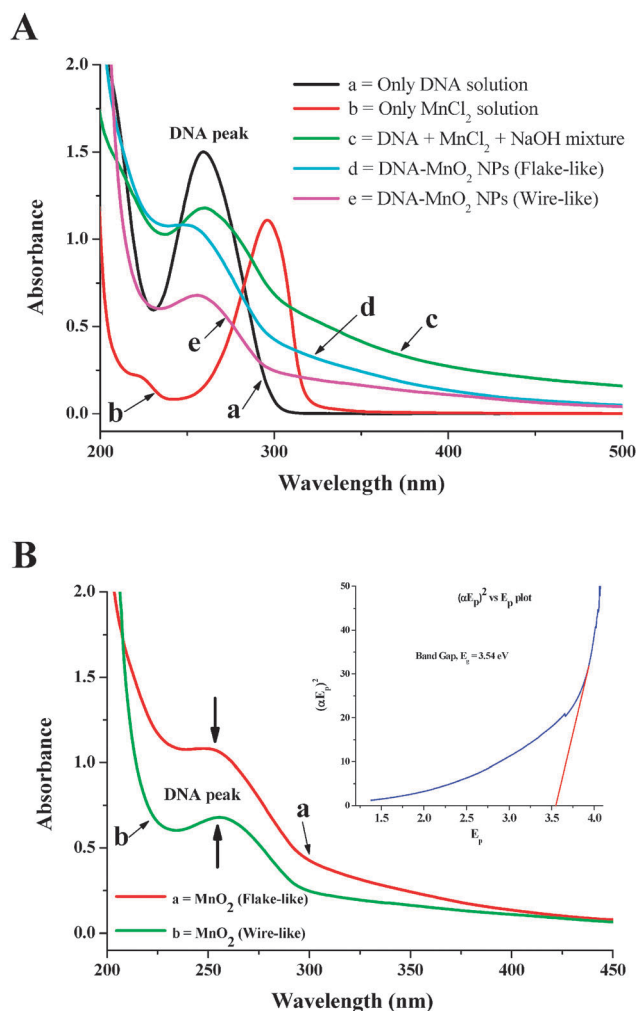 A
2.0
1.5
1.0
0.5
0.0
Absorbance
DNA peak
a = Only DNA solution
b = Only MnCl₂ solution
c = DNA + MnCl₂ + NaOH mixture
d = DNA-MnO₂ NPs (Flake-like)
e = DNA-MnO₂ NPs (Wire-like)
d
c
e
b
a
200
300
400
500
Wavelength (nm)
B
2.0
1.5
1.0
0.5
0.0
Absorbance
50
40
30
20
10
0
(αEp)²
(αEp)² vs Ep plot
Band Gap, Eg = 3.54 eV
1.5
2.0
2.5
3.0
3.5
4.0
Ep
DNA peak
a
b
a = MnO₂ (Flake-like)
b = MnO₂ (Wire-like)
200
250
300
350
400
450
Wavelength (nm)